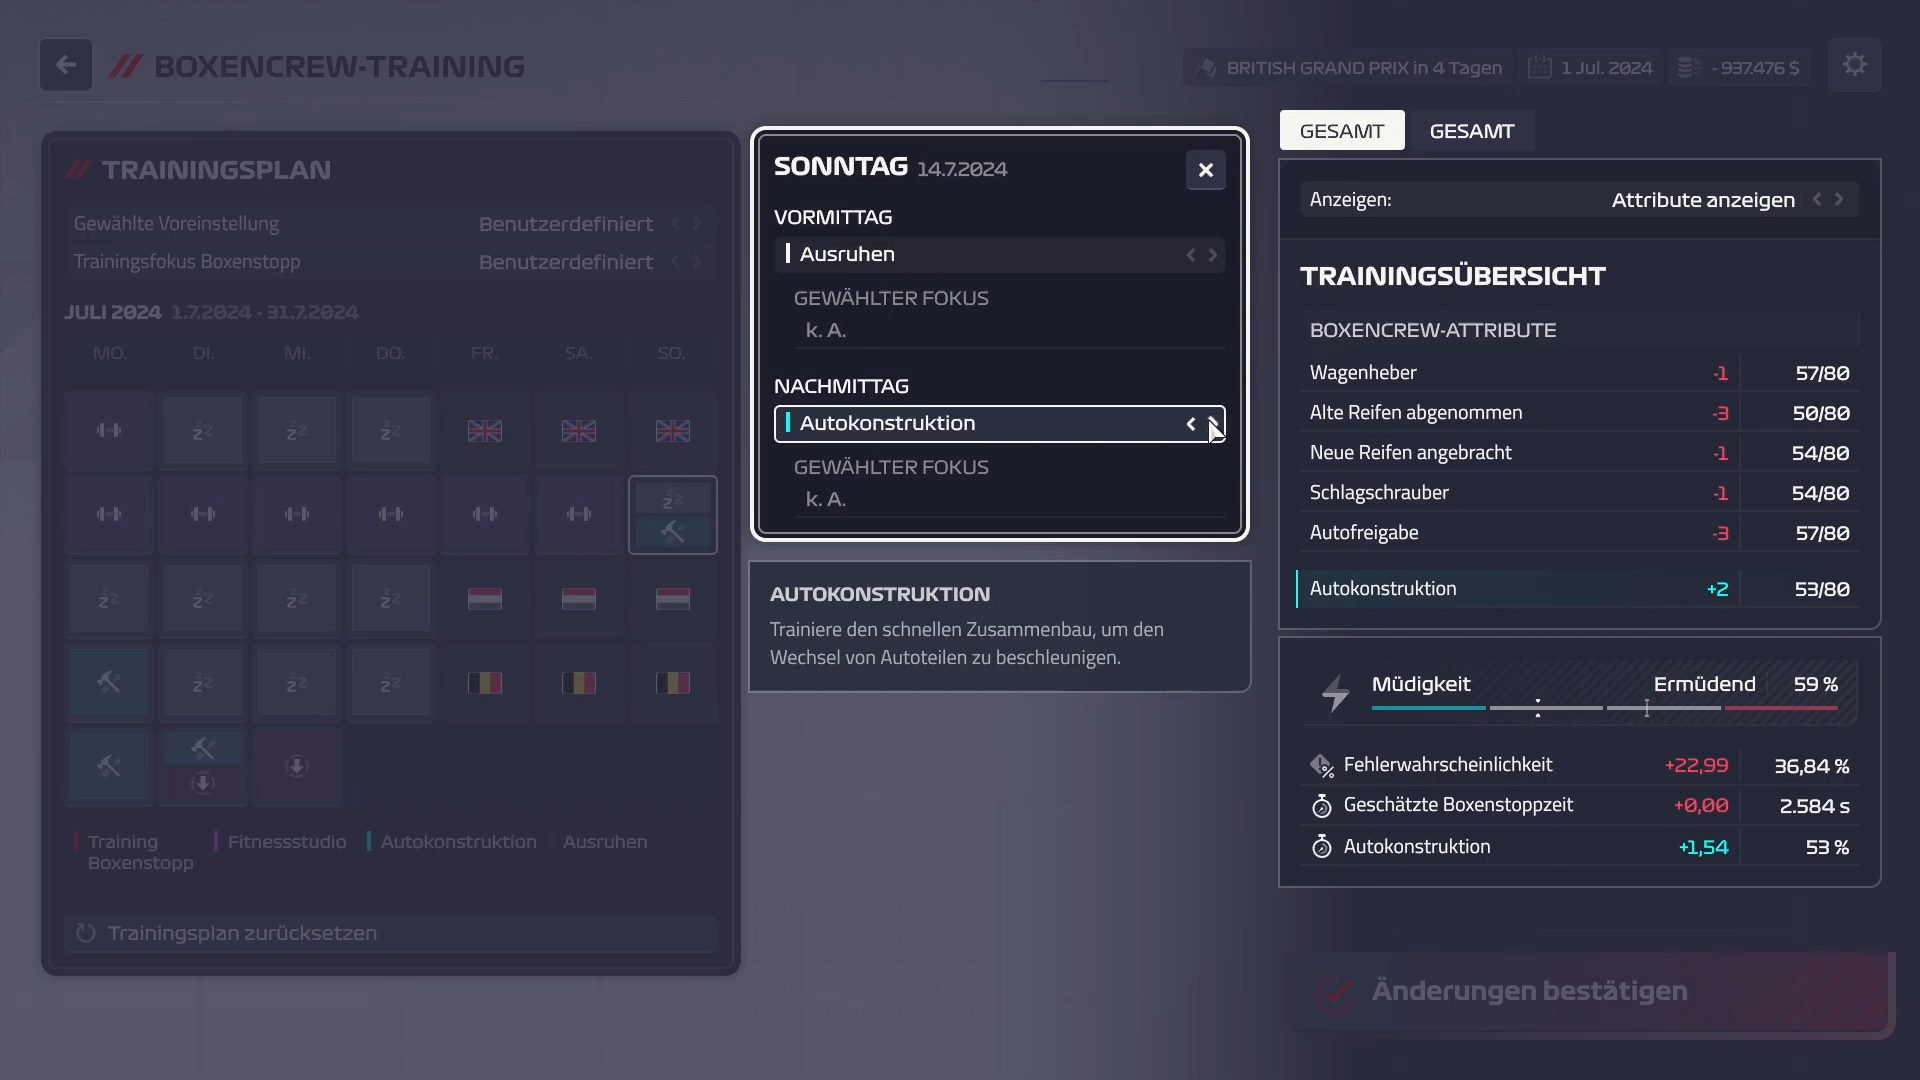 BOXENCREW-TRAINING
BRITISH GRAND PRIX in 4 Tagen
1 Jul. 2024
- 937.476 $
TRAININGSPLAN
Gewählte Voreinstellung
Benutzerdefiniert
Trainingsfokus Boxenstopp
Benutzerdefiniert
JULI 2024 1.7.2024 - 31.7.2024
MO. DI. MI. DO. FR. SA. SO.
Training
Boxenstopp
Fitnessstudio
Autokonstruktion
Ausruhen
Trainingsplan zurücksetzen
SONNTAG 14.7.2024
VORMITTAG
Ausruhen
GEWÄHLTER FOKUS
k. A.
NACHMITTAG
Autokonstruktion
GEWÄHLTER FOKUS
k. A.
AUTOKONSTRUKTION
Trainiere den schnellen Zusammenbau, um den
Wechsel von Autoteilen zu beschleunigen.
GESAMT GESAMT
Anzeigen: Attribute anzeigen
TRAININGSÜBERSICHT
BOXENCREW-ATTRIBUTE
Wagenheber -1 57/80
Alte Reifen abgenommen -3 50/80
Neue Reifen angebracht -1 54/80
Schlagschrauber -1 54/80
Autofreigabe -3 57/80
Autokonstruktion +2 53/80
Müdigkeit Ermüdend 59 %
Fehlerwahrscheinlichkeit +22,99 36,84 %
Geschätzte Boxenstoppzeit +0,00 2.584 s
Autokonstruktion +1,54 53 %
Änderungen bestätigen